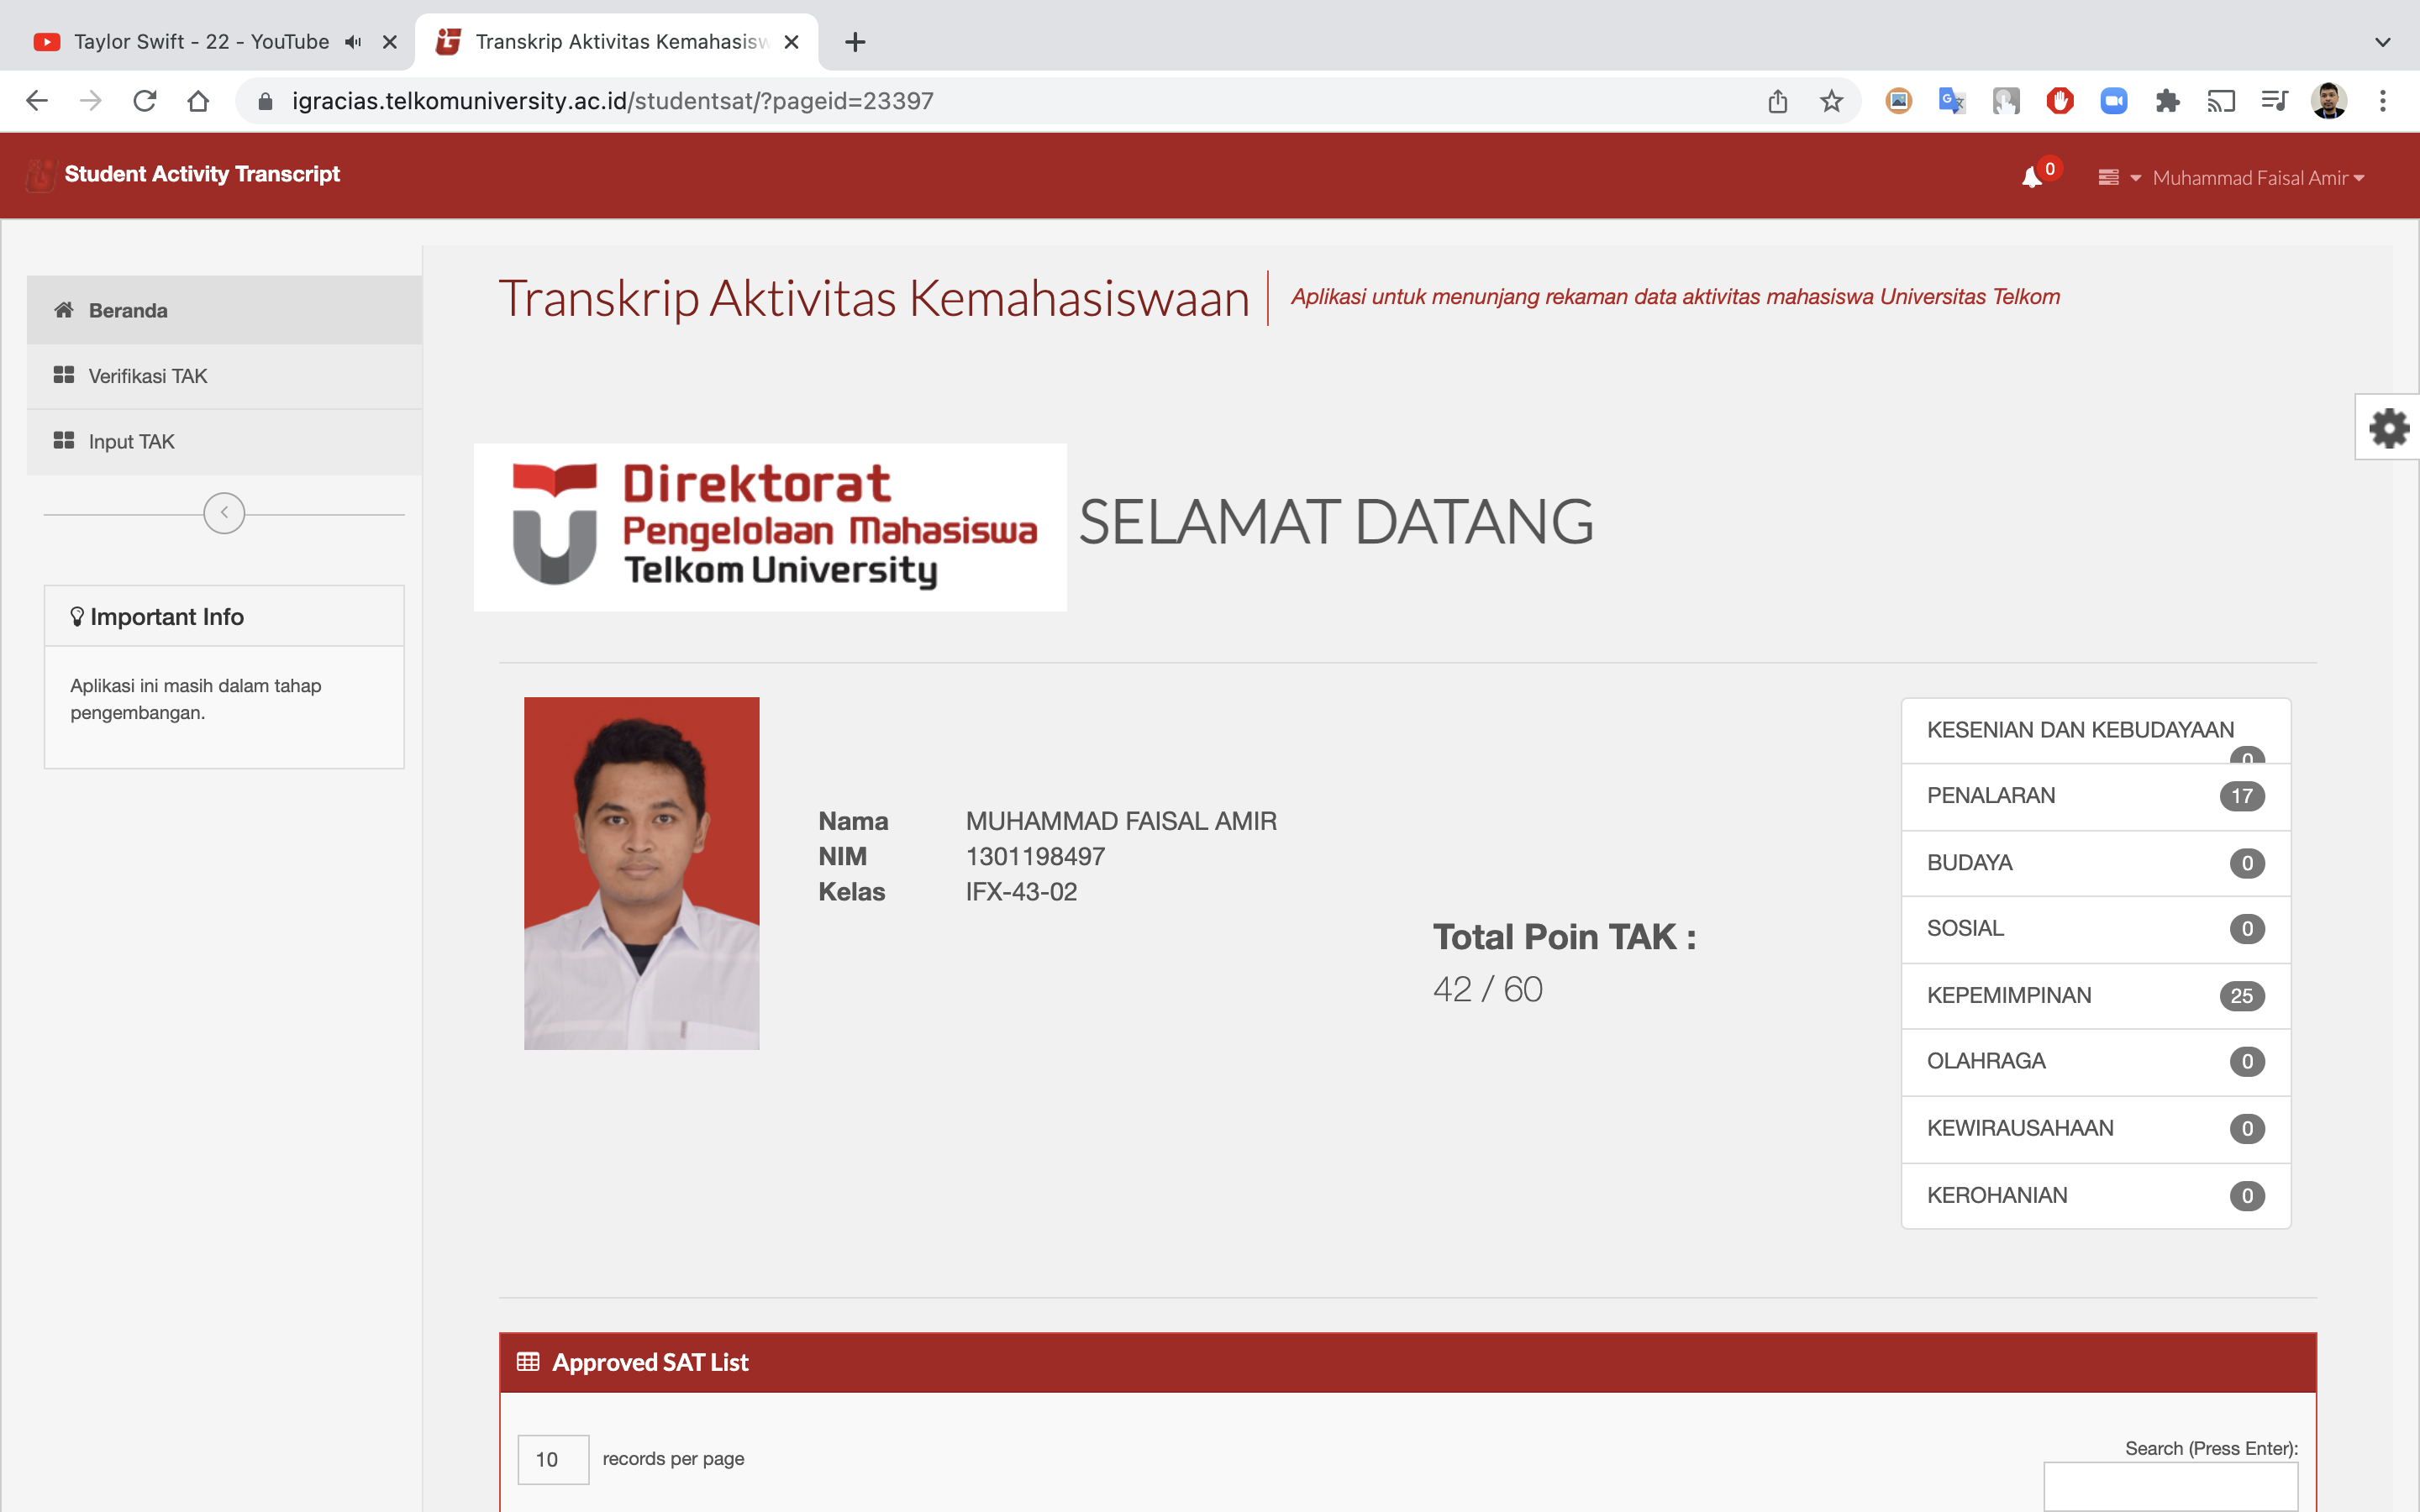 Taylor Swift - 22 - YouTube
Transkrip Aktivitas Kemahasisw
igracias.telkomuniversity.ac.id/studentsat/?pageid=23397
Student Activity Transcript
0
Muhammad Faisal Amir
Beranda
Verifikasi TAK
Input TAK
Important Info
Aplikasi ini masih dalam tahap
pengembangan.
Transkrip Aktivitas Kemahasiswaan
Aplikasi untuk menunjang rekaman data aktivitas mahasiswa Universitas Telkom
Direktorat
Pengelolaan Mahasiswa
Telkom University
SELAMAT DATANG
Nama MUHAMMAD FAISAL AMIR
NIM 1301198497
Kelas IFX-43-02
Total Poin TAK :
42 / 60
KESENIAN DAN KEBUDAYAAN
0
PENALARAN 17
BUDAYA 0
SOSIAL 0
KEPEMIMPINAN 25
OLAHRAGA 0
KEWIRAUSAHAAN 0
KEROHANIAN 0
Approved SAT List
10 records per page
Search (Press Enter):